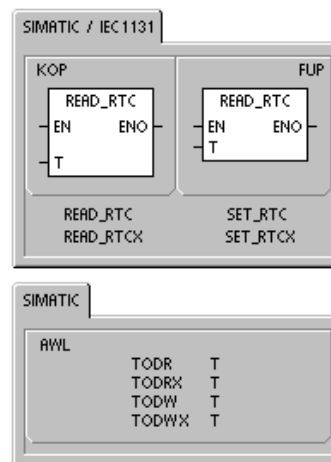 SIMATIC / IEC1131
KOP
FUP
READ_RTC
EN ENO
T
READ_RTC
EN ENO
T
READ_RTC SET_RTC
READ_RTCX SET_RTCX
SIMATIC
AWL
TODR T
TODRX T
TODW T
TODWX T